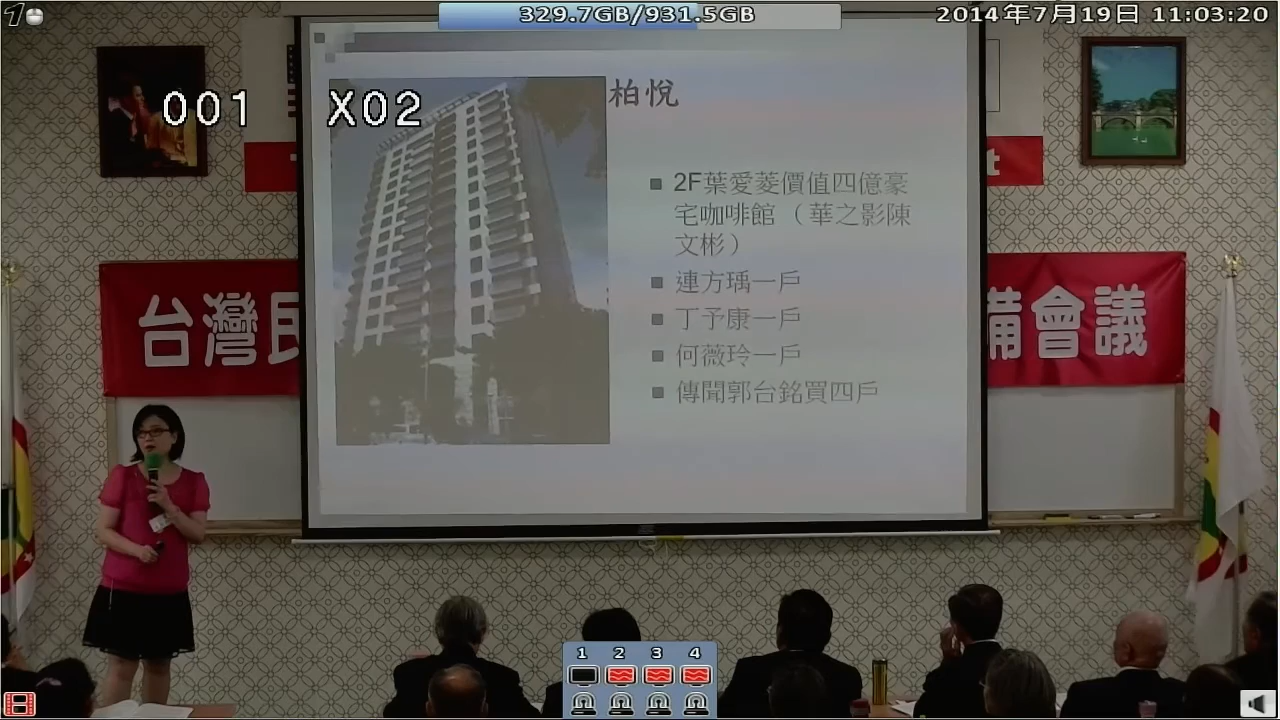 1
329.7GB/931.5GB
2014年7月19日 11:03:20
001 X02
柏悅
2F葉愛菱價值四億豪
宅咖啡館（華之影陳
文彬）
連方瑀一戶
丁予康一戶
何薇玲一戶
傳聞郭台銘買四戶
t
台灣民
備會議
1 2 3 4